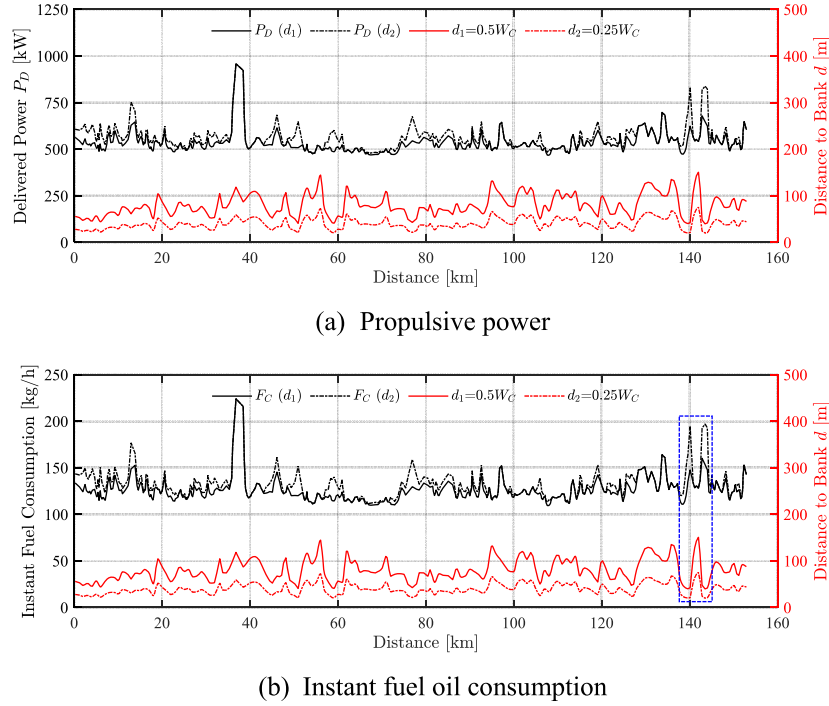 P_D (d_1) P_D (d_2) d_1=0.5W_C d_2=0.25W_C
Delivered Power P_D [kW]
1250
1000
750
500
250
0
500
400
300
200
100
0
Distance to Bank d [m]
0 20 40 60 80 100 120 140 160
Distance [km]
(a) Propulsive power
F_C (d_1) F_C (d_2) d_1=0.5W_C d_2=0.25W_C
Instant Fuel Consumption [kg/h]
250
200
150
100
50
0
500
400
300
200
100
0
Distance to Bank d [m]
0 20 40 60 80 100 120 140 160
Distance [km]
(b) Instant fuel oil consumption